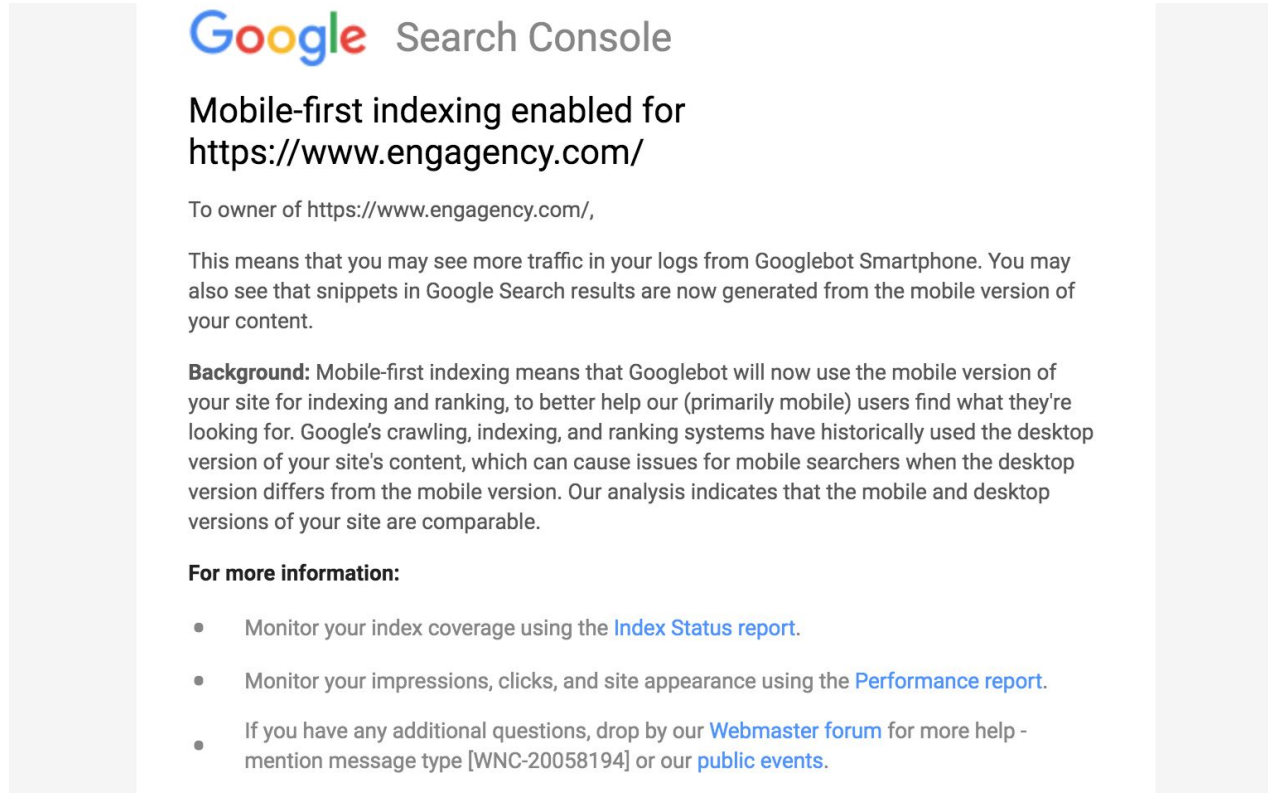 Google Search Console
Mobile-first indexing enabled for
https://www.engagency.com/
To owner of https://www.engagency.com/,
This means that you may see more traffic in your logs from Googlebot Smartphone. You may
also see that snippets in Google Search results are now generated from the mobile version of
your content.
Background: Mobile-first indexing means that Googlebot will now use the mobile version of
your site for indexing and ranking, to better help our (primarily mobile) users find what they're
looking for. Google’s crawling, indexing, and ranking systems have historically used the desktop
version of your site's content, which can cause issues for mobile searchers when the desktop
version differs from the mobile version. Our analysis indicates that the mobile and desktop
versions of your site are comparable.
For more information:
Monitor your index coverage using the Index Status report.
Monitor your impressions, clicks, and site appearance using the Performance report.
If you have any additional questions, drop by our Webmaster forum for more help -
mention message type [WNC-20058194] or our public events.